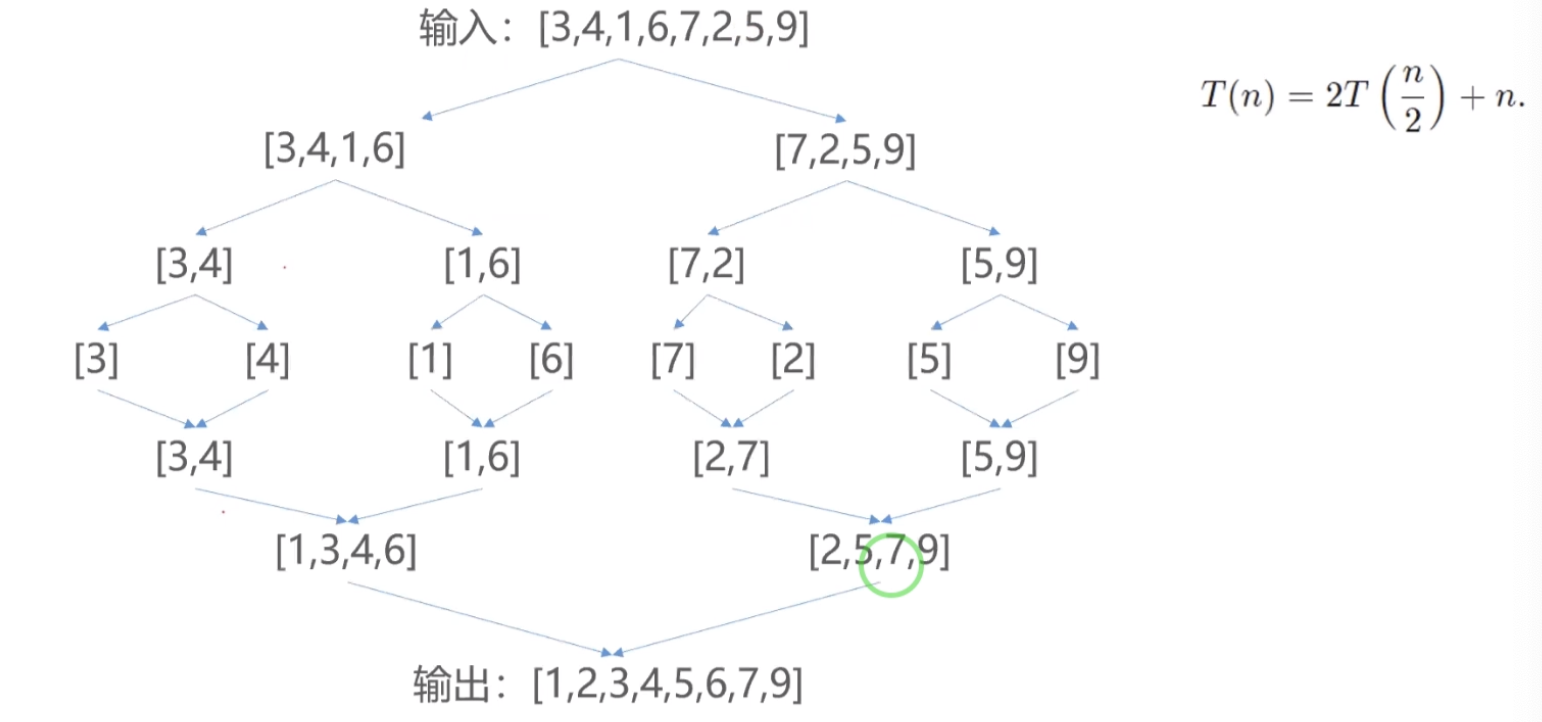 输入：[3,4,1,6,7,2,5,9]
T(n) = 2T(n/2) + n.
[3,4,1,6] [7,2,5,9]
[3,4] [1,6] [7,2] [5,9]
[3] [4] [1] [6] [7] [2] [5] [9]
[3,4] [1,6] [2,7] [5,9]
[1,3,4,6] [2,5,7,9]
输出：[1,2,3,4,5,6,7,9]